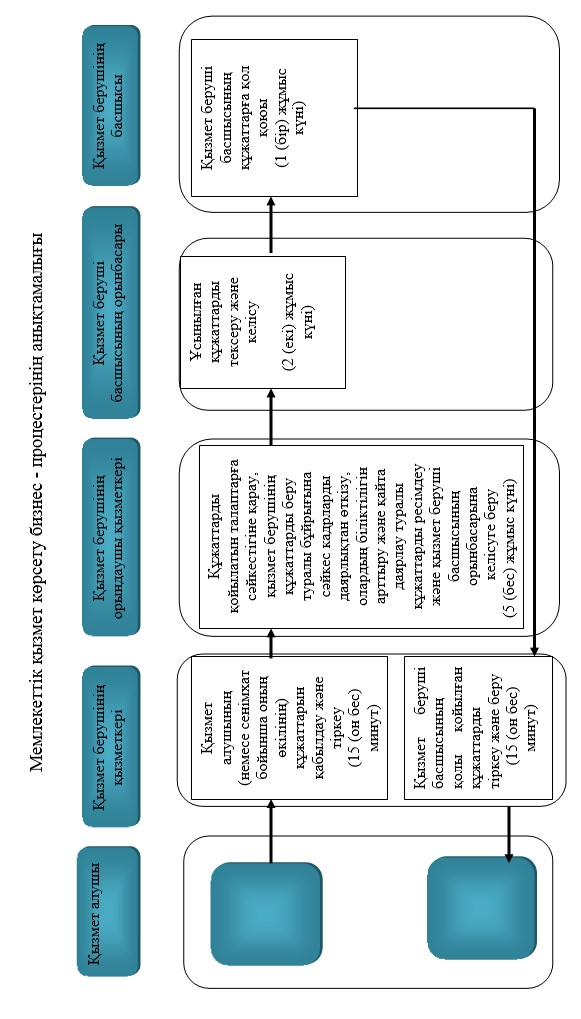 Мемлекеттік қызмет көрсету бизнес - процестерінің анықтамалығы
Қызмет алушы
Қызмет берушінің
қызметкері
Қызмет берушінің
орындаушы қызметкері
Қызмет беруші
басшысының орынбасары
Қызмет берушінің
басшысы
Қызмет
алушының
(немесе сенімхат
бойынша оның
өкілінің)
құжаттарын
қабылдау және
тіркеу
(15 (он бес)
минут)
Құжаттарды
қойылатын талаптарға
сәйкестігіне қарау,
қызмет берушінің
құжаттарды беру
туралы бұйрығына
сәйкес кадрларды
даярлықтан өткізу,
олардың біліктілігін
арттыру және қайта
даярлау туралы
құжаттарды ресімдеу
және қызмет беруші
басшысының
орынбасарына
келісуге беру
(5 (бес) жұмыс күні)
Ұсынылған
құжаттарды
тексеру және
келісу
(2 (екі) жұмыс
күні)
Қызмет беруші
басшысының
құжаттарға қол
қоюы
(1 (бір) жұмыс
күні)
Қызмет беруші
басшысының
қолы қойылған
құжаттарды
тіркеу және беру
(15 (он бес)
минут)